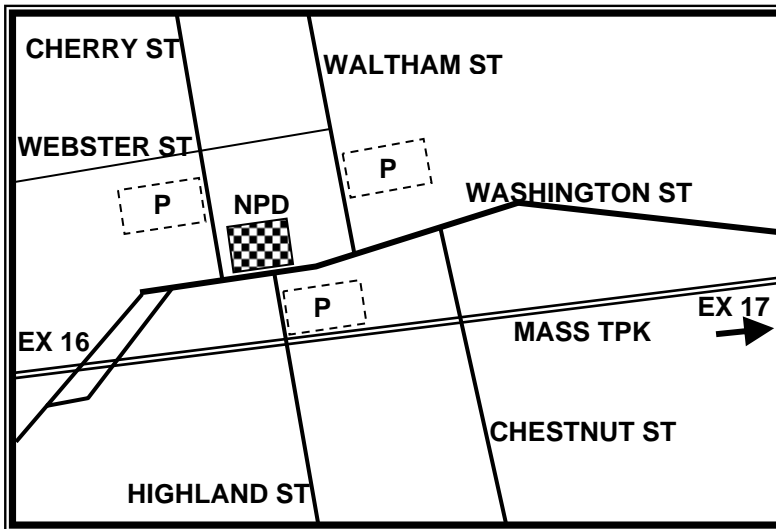 CHERRY ST
WALTHAM ST
WEBSTER ST
P
P
NPD
WASHINGTON ST
P
EX 17
EX 16
MASS TPK
CHESTNUT ST
HIGHLAND ST